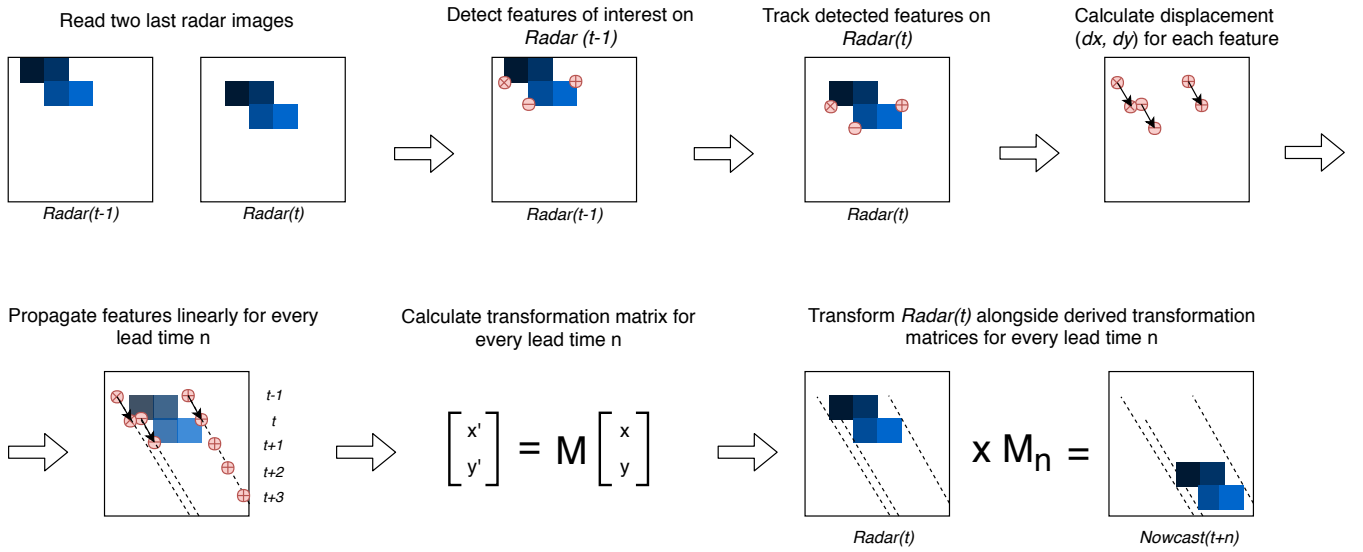 Read two last radar images
Radar(t-1)
Radar(t)
Detect features of interest on
Radar (t-1)
Radar(t-1)
Track detected features on
Radar(t)
Radar(t)
Calculate displacement
(dx, dy) for each feature
Propagate features linearly for every
lead time n
t-1
t
t+1
t+2
t+3
Calculate transformation matrix for
every lead time n
x' = M x
y' y
Transform Radar(t) alongside derived transformation
matrices for every lead time n
x Mn =
Radar(t)
Nowcast(t+n)